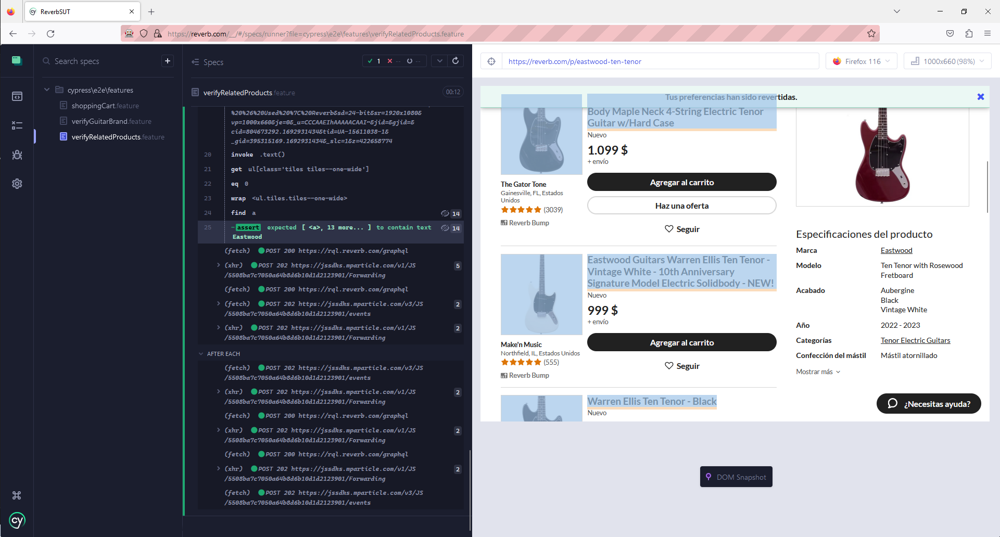 ReverbSUT
https://reverb.com/__/#/specs/runner?file=cypress\e2e\features\verifyRelatedProducts.feature
Search specs
cypress\e2e\features
shoppingCart.feature
verifyGuitarBrand.feature
verifyRelatedProducts.feature
Specs
1 -- --
verifyRelatedProducts.feature
00:12
%20%26%20Used%20%7C%20Reverb&sd=24-bit&sr=1920x1080&
vp=1000x660&je=0&_u=CCCAAEIhAAAAACAAI~&jid=&gjid=&
cid=804673292.1692931434&tid=UA-15611038-1&
_gid=395315169.1692931434&_slc=1&z=422658774
20 invoke .text()
21 get ul[class='tiles tiles--one-wide']
22 eq 0
23 wrap <ul.tiles.tiles--one-wide>
24 find a 14
25 -assert expected [ <a>, 13 more... ] to contain text 14
Eastwood
(fetch) POST 200 https://rql.reverb.com/graphql
(xhr) POST 202 https://jssdks.mparticle.com/v1/JS 5
/5508ba7c7050a64b8d6b10d1d2123901/Forwarding
(fetch) POST 200 https://rql.reverb.com/graphql
(fetch) POST 202 https://jssdks.mparticle.com/v3/JS 2
/5508ba7c7050a64b8d6b10d1d2123901/events
(xhr) POST 202 https://jssdks.mparticle.com/v1/JS 2
/5508ba7c7050a64b8d6b10d1d2123901/Forwarding
AFTER EACH
(fetch) POST 202 https://jssdks.mparticle.com/v3/JS
/5508ba7c7050a64b8d6b10d1d2123901/events
(xhr) POST 202 https://jssdks.mparticle.com/v1/JS 2
/5508ba7c7050a64b8d6b10d1d2123901/Forwarding
(fetch) POST 200 https://rql.reverb.com/graphql
(xhr) POST 202 https://jssdks.mparticle.com/v1/JS 2
/5508ba7c7050a64b8d6b10d1d2123901/Forwarding
(fetch) POST 200 https://rql.reverb.com/graphql
(xhr) POST 202 https://jssdks.mparticle.com/v1/JS 2
/5508ba7c7050a64b8d6b10d1d2123901/Forwarding
(fetch) POST 202 https://jssdks.mparticle.com/v3/JS
/5508ba7c7050a64b8d6b10d1d2123901/events
cy
https://reverb.com/p/eastwood-ten-tenor
Firefox 116
1000x660 (98%)
Tus preferencias han sido revertidas.
Body Maple Neck 4-String Electric Tenor
Guitar w/Hard Case
Nuevo
1.099 $
+ envío
Agregar al carrito
Haz una oferta
Seguir
The Gator Tone
Gainesville, FL, Estados
Unidos
(3039)
Reverb Bump
Eastwood Guitars Warren Ellis Ten Tenor -
Vintage White - 10th Anniversary
Signature Model Electric Solidbody - NEW!
Nuevo
999 $
+ envío
Agregar al carrito
Seguir
Make'n Music
Northfield, IL, Estados Unidos
(555)
Reverb Bump
Warren Ellis Ten Tenor - Black
Nuevo
Especificaciones del producto
Marca Eastwood
Modelo Ten Tenor with Rosewood
Fretboard
Acabado Aubergine
Black
Vintage White
Año 2022 - 2023
Categorías Tenor Electric Guitars
Confección del mástil Mástil atornillado
Mostrar más
¿Necesitas ayuda?
DOM Snapshot